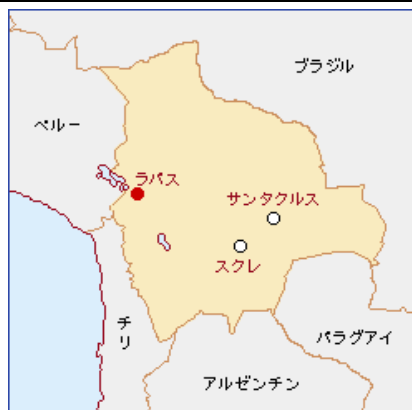 ブラジル
ペルー
ラパス
サンタクルス
スクレ
チリ
パラグアイ
アルゼンチン